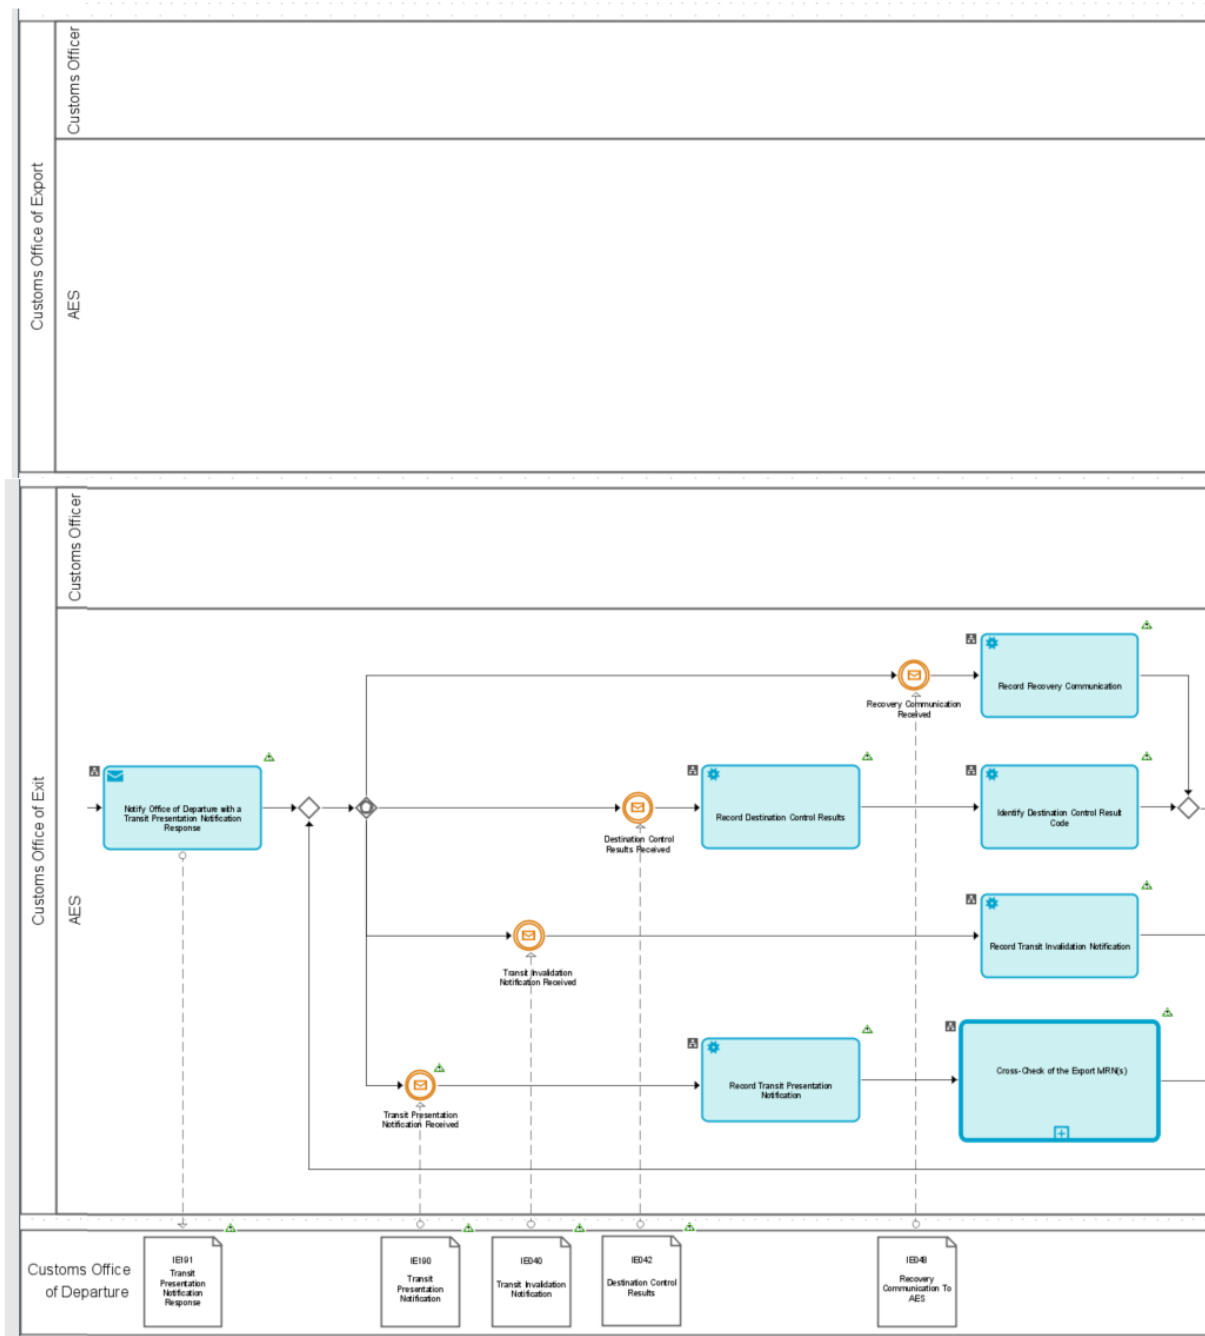 Customs Officer
Customs Office of Export
AES
Customs Officer
Customs Office of Exit
AES
Record Recovery Communication
Recovery Communication
Received
Notify Office of Departure with a
Transit Presentation Notification
Response
Destination Control
Results Received
Record Destination Control Results
Identify Destination Control Result
Code
Transit Invalidation
Notification Received
Record Transit Invalidation Notification
Transit Presentation
Notification Received
Record Transit Presentation
Notification
Cross-Check of the Export MRN(s)
Customs Office
of Departure
IE191
Transit
Presentation
Notification
Response
IE190
Transit
Presentation
Notification
IE040
Transit Invalidation
Notification
IE042
Destination Control
Results
IE048
Recovery
Communication To
AES